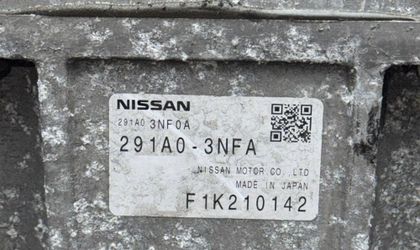 NISSAN
291A0 3NF0A
291A0-3NFA
NISSAN MOTOR CO.,LTD
MADE IN JAPAN
F1K210142